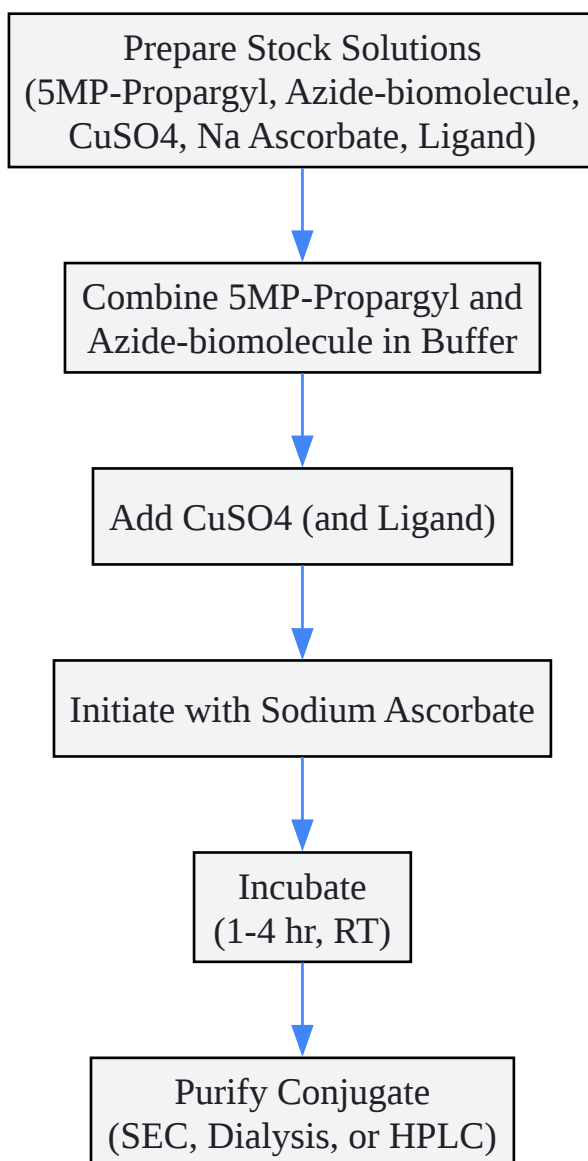 Prepare Stock Solutions
(5MP-Propargyl, Azide-biomolecule,
CuSO4, Na Ascorbate, Ligand)
Combine 5MP-Propargyl and
Azide-biomolecule in Buffer
Add CuSO4 (and Ligand)
Initiate with Sodium Ascorbate
Incubate
(1-4 hr, RT)
Purify Conjugate
(SEC, Dialysis, or HPLC)